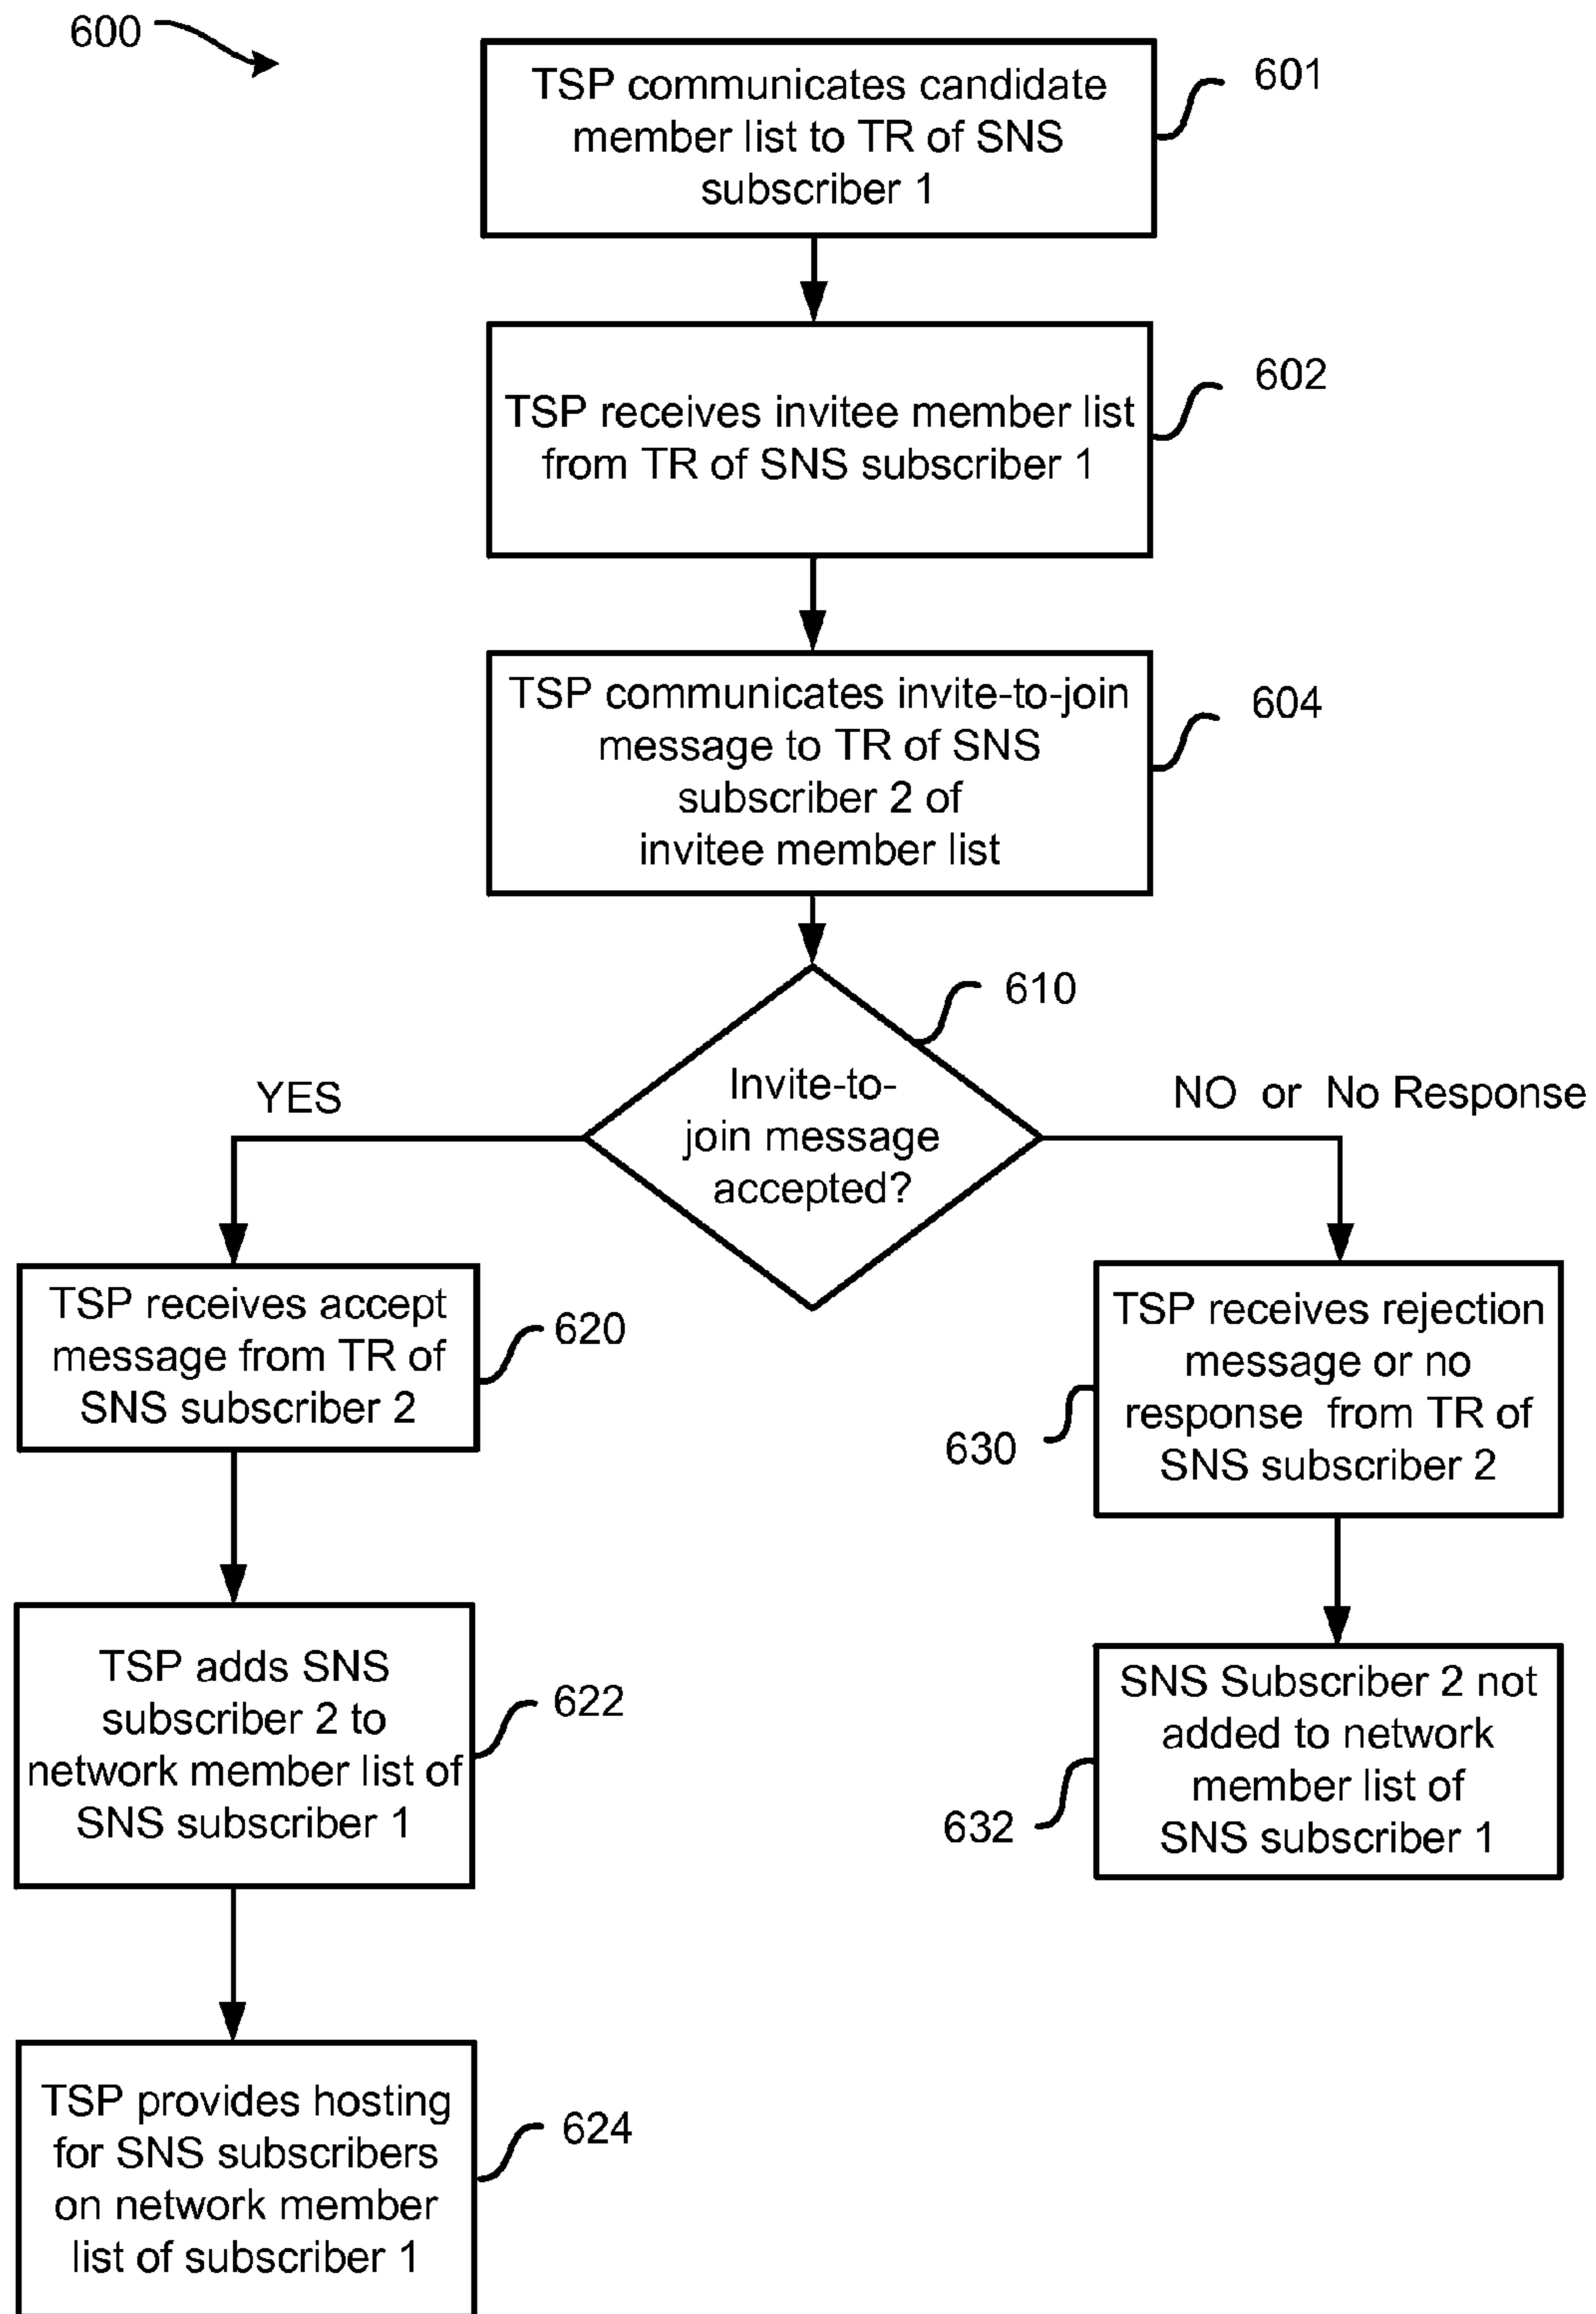 600
TSP communicates candidate
member list to TR of SNS
subscriber 1
601
TSP receives invitee member list
from TR of SNS subscriber 1
602
TSP communicates invite-to-join
message to TR of SNS
subscriber 2 of
invitee member list
604
Invite-to-
join message
accepted?
610
YES
NO or No Response
TSP receives accept
message from TR of
SNS subscriber 2
620
TSP receives rejection
message or no
response from TR of
SNS subscriber 2
630
TSP adds SNS
subscriber 2 to
network member list of
SNS subscriber 1
622
SNS Subscriber 2 not
added to network
member list of
SNS subscriber 1
632
TSP provides hosting
for SNS subscribers
on network member
list of subscriber 1
624